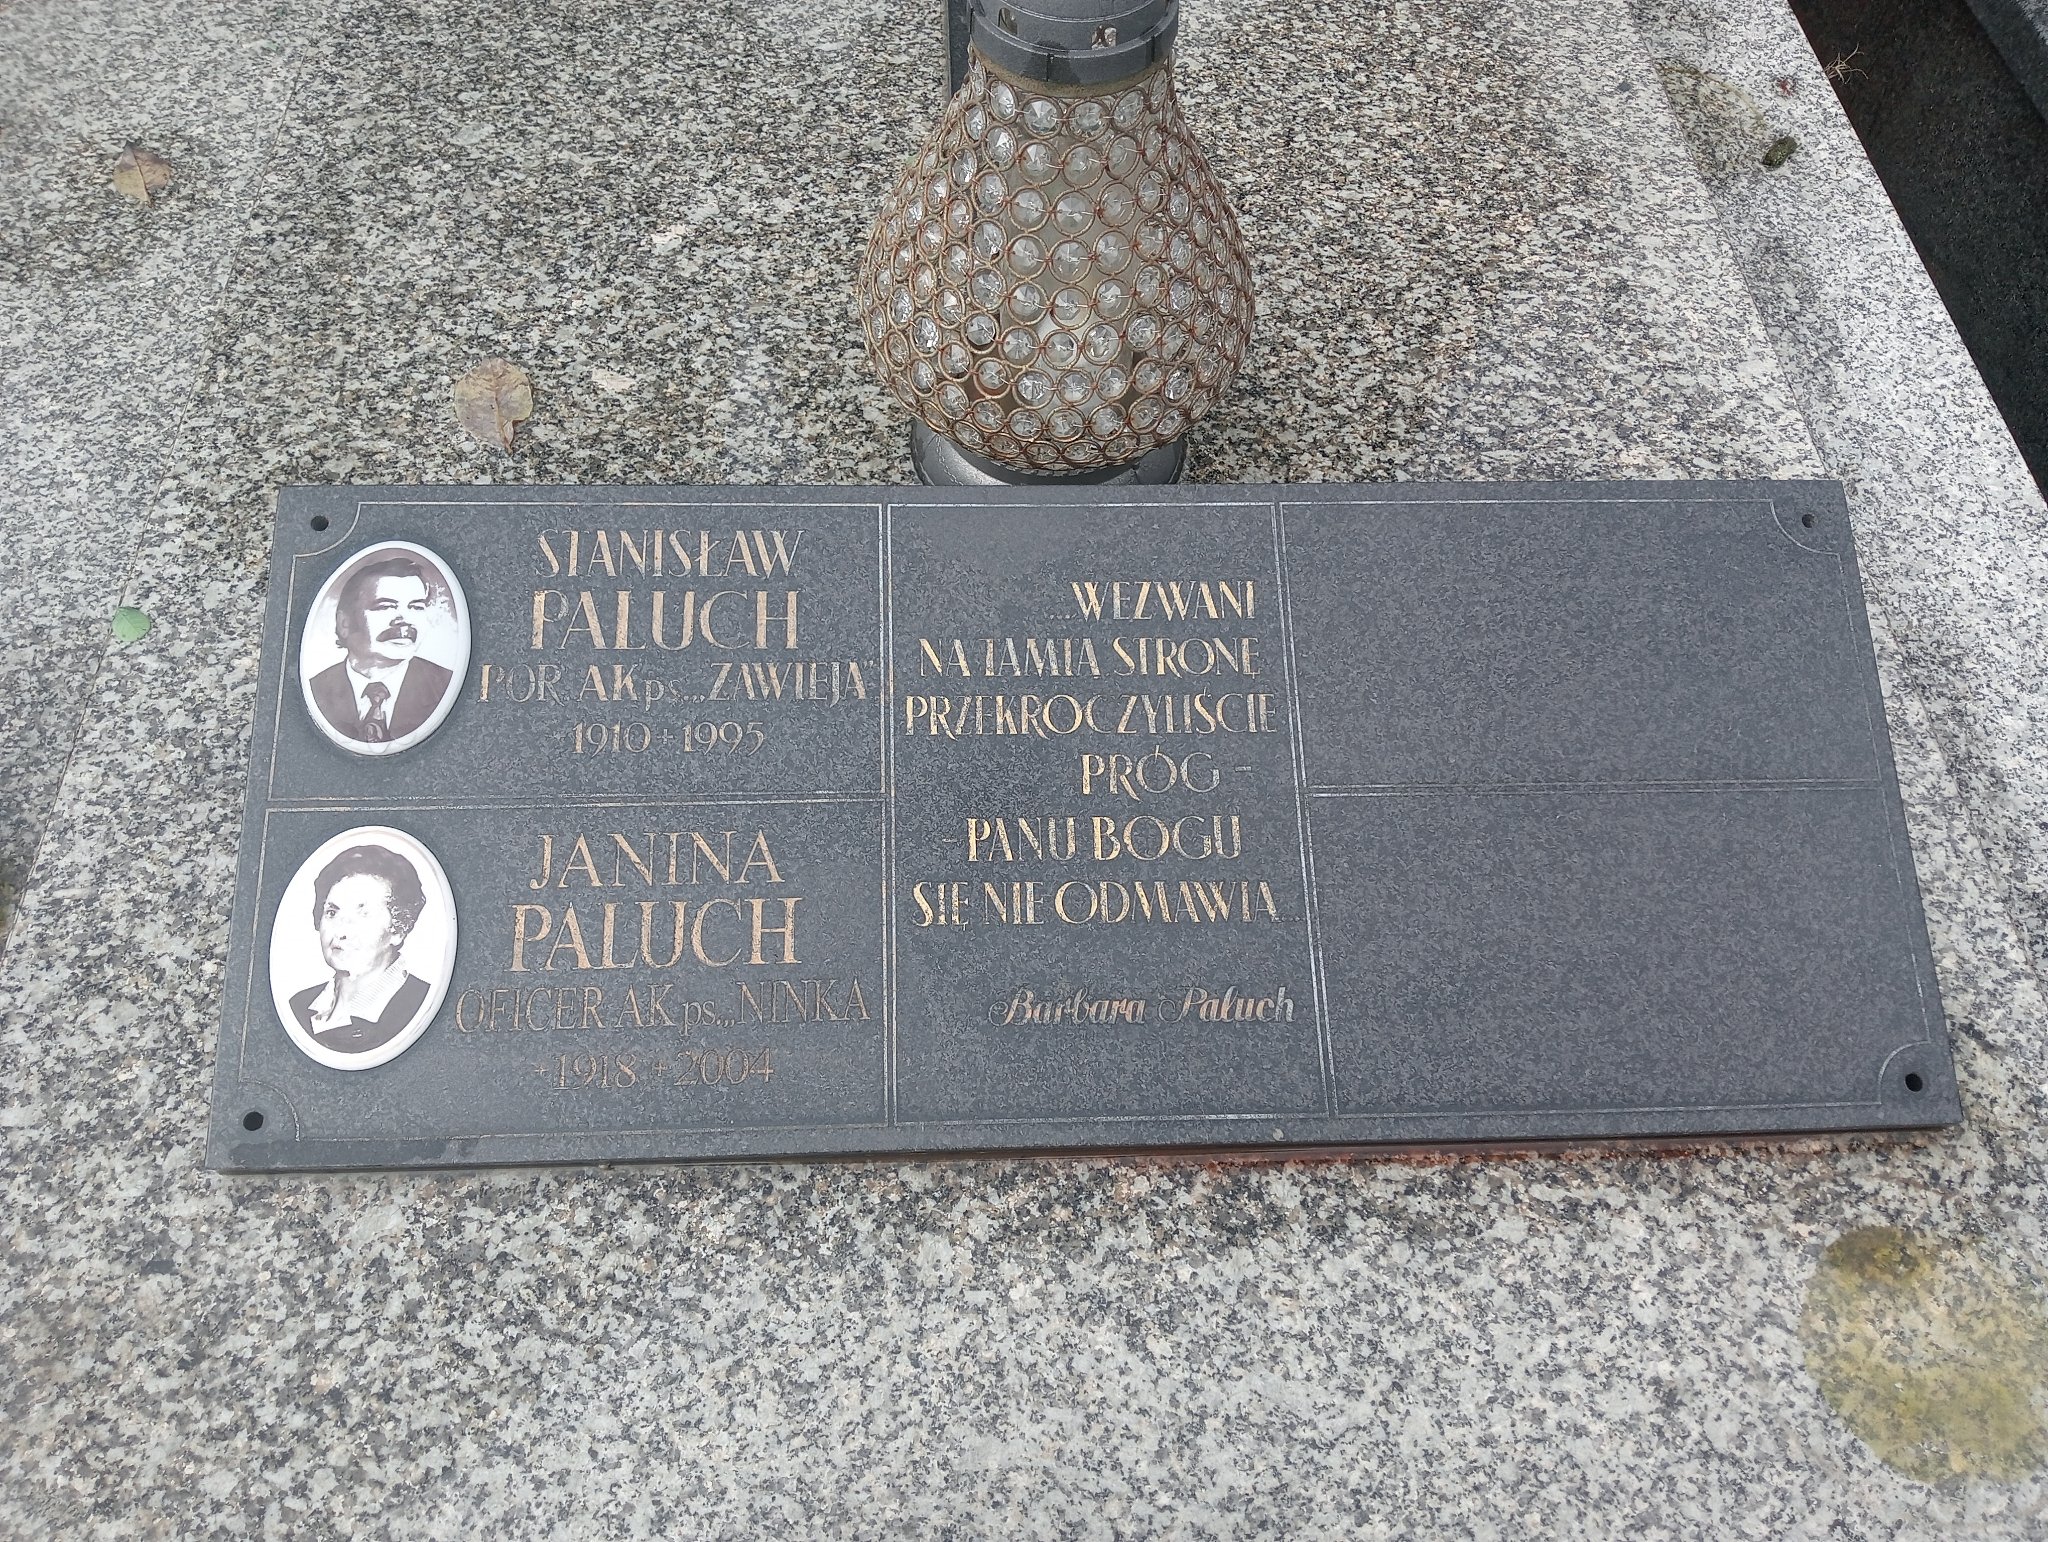 STANISŁAW
PALUCH
POR. AK ps.,,ZAWIEJA"
1910 + 1995
JANINA
PALUCH
OFICER AK ps.,,NINKA
* 1918 + 2004
...WEZWANI
NA TAMTĄ STRONĘ
PRZEKROCZYLIŚCIE
PRÓG -
- PANU BOGU
SIĘ NIE ODMAWIA...
Barbara Paluch